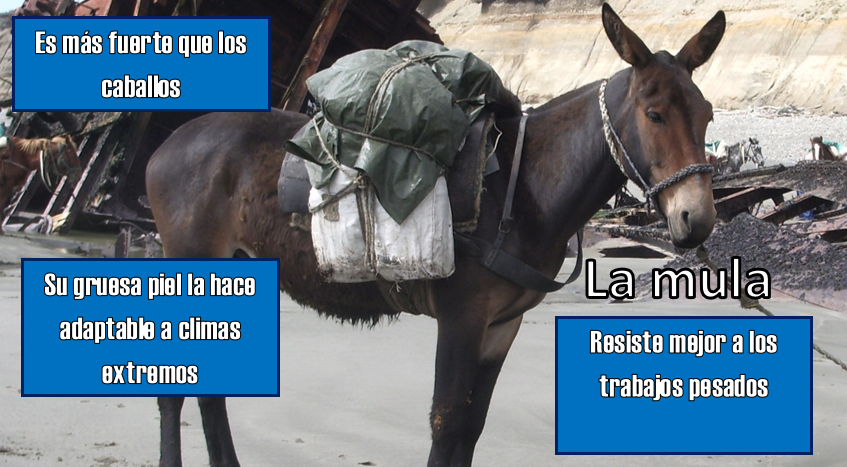 Es más fuerte que los
caballos
Su gruesa piel la hace
adaptable a climas
extremos
La mula
Resiste mejor a los
trabajos pesados